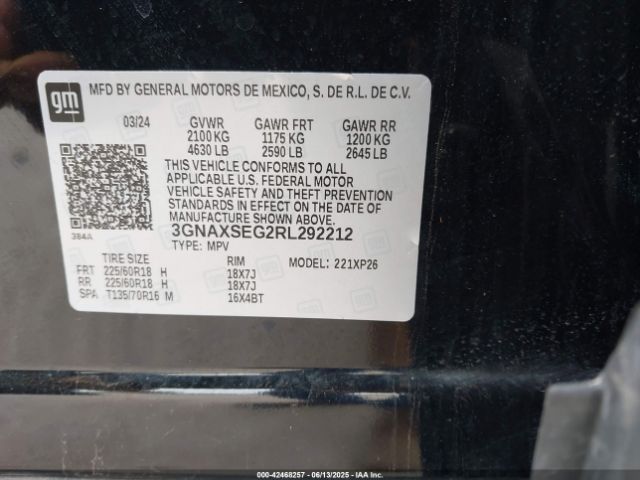 gm
MFD BY GENERAL MOTORS DE MEXICO, S. DE R.L. DE C.V.
03/24 GVWR GAWR FRT GAWR RR
2100 KG 1175 KG 1200 KG
4630 LB 2590 LB 2645 LB
THIS VEHICLE CONFORMS TO ALL
APPLICABLE U.S. FEDERAL MOTOR
VEHICLE SAFETY AND THEFT PREVENTION
STANDARDS IN EFFECT ON THE DATE OF
MANUFACTURE SHOWN ABOVE.
384A
3GNAXSEG2RL292212
TYPE: MPV
TIRE SIZE RIM MODEL: 221XP26
FRT 225/60R18 H 18X7J
RR 225/60R18 H 18X7J
SPA T135/70R16 M 16X4BT
000-42468257 - 06/13/2025 - IAAI